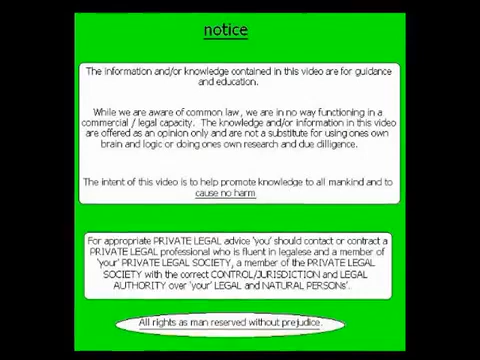 notice
The information and/or knowledge contained in this video are for guidance
and education.
While we are aware of common law, we are in no way functioning in a
commercial / legal capacity. The knowledge and/or information in this video
are offered as an opinion only and are not a substitute for using ones own
brain and logic or doing ones own research and due dilligence.
The intent of this video is to help promote knowledge to all mankind and to
cause no harm
For appropriate PRIVATE LEGAL advice 'you' should contact or contract a
PRIVATE LEGAL professional who is fluent in legalese and a member of
'your' PRIVATE LEGAL SOCIETY, a member of the PRIVATE LEGAL
SOCIETY with the correct CONTROL/JURISDICTION and LEGAL
AUTHORITY over 'your' LEGAL and NATURAL PERSONs'.
All rights as man reserved without prejudice.